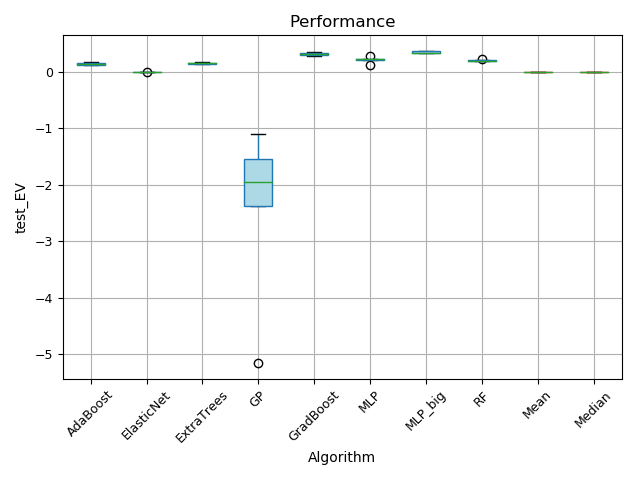 Performance
test_EV
0
−1
−2
−3
−4
−5
AdaBoost
ElasticNet
ExtraTrees
GP
GradBoost
MLP
MLP_big
RF
Mean
Median
Algorithm